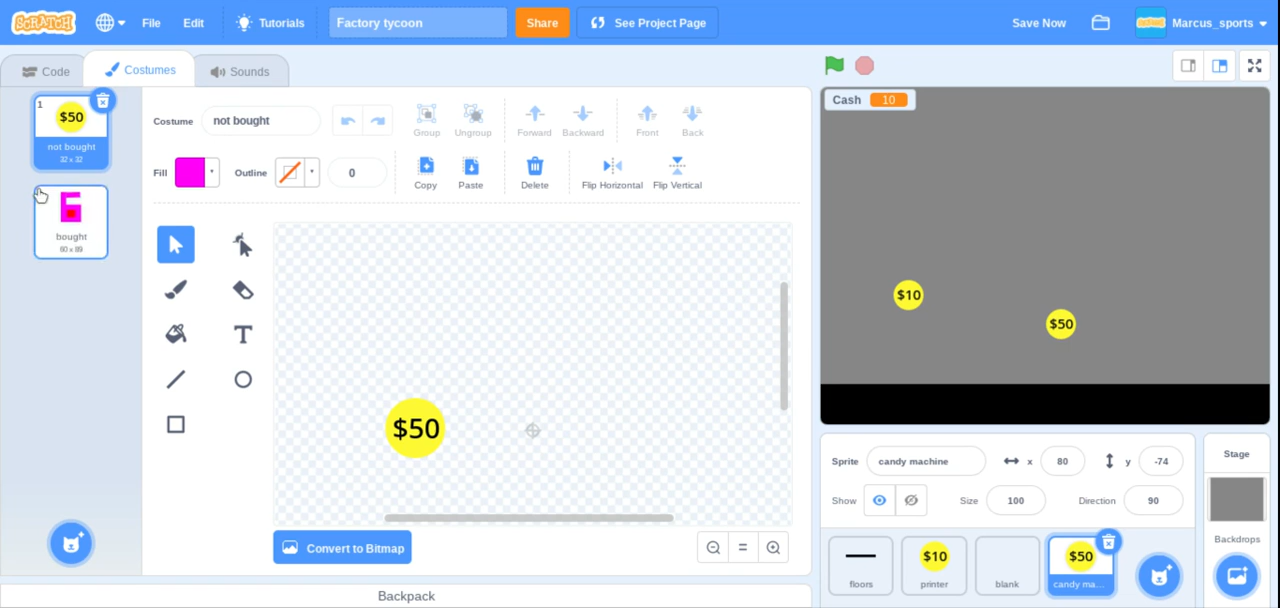 SCRATCH File Edit Tutorials Factory tycoon Share See Project Page Save Now Marcus_sports
Code Costumes Sounds
1
$50
not bought
32 x 32
bought
60 x 89
Costume not bought Group Ungroup Forward Backward Front Back
Fill Outline 0 Copy Paste Delete Flip Horizontal Flip Vertical
T
$50
Convert to Bitmap
Backpack
Cash 10
$10
$50
Sprite candy machine x 80 y -74
Show Size 100 Direction 90
floors
$10
printer
blank
$50
candy ma...
Stage
Backdrops